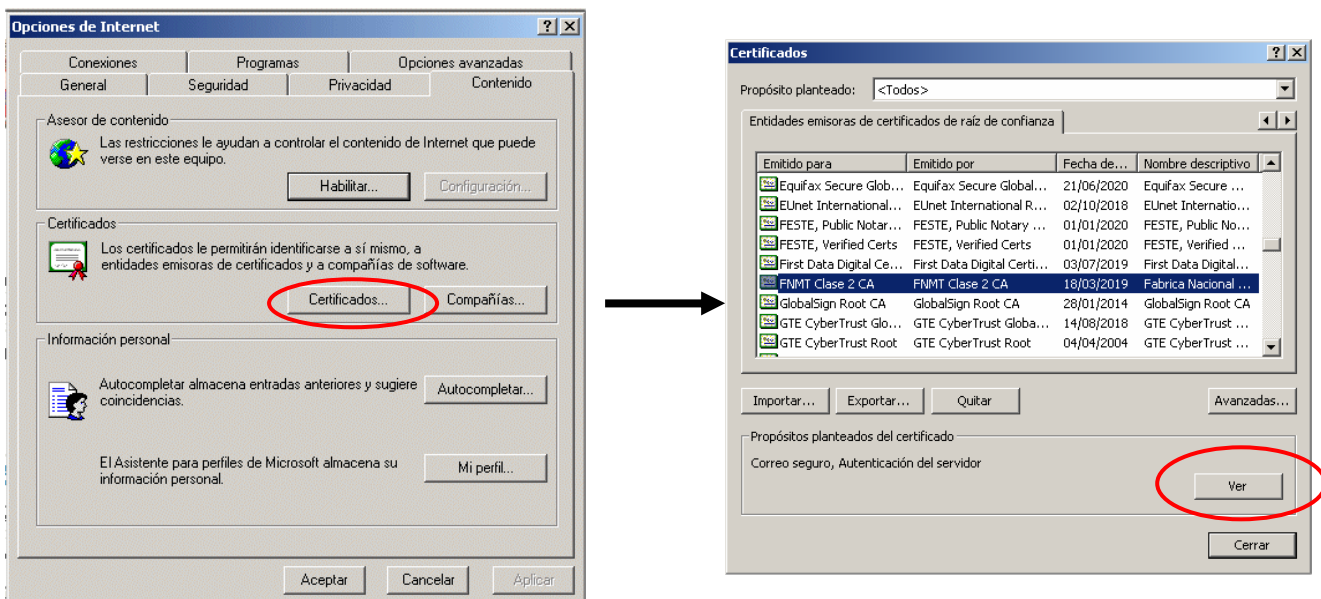 Opciones de Internet
Conexiones Programas Opciones avanzadas
General Seguridad Privacidad Contenido
Asesor de contenido
Las restricciones le ayudan a controlar el contenido de Internet que puede
verse en este equipo.
Habilitar... Configuración...
Certificados
Los certificados le permitirán identificarse a sí mismo, a
entidades emisoras de certificados y a compañías de software.
Certificados... Compañías...
Información personal
Autocompletar almacena entradas anteriores y sugiere
coincidencias.
Autocompletar...
El Asistente para perfiles de Microsoft almacena su
información personal.
Mi perfil...
Aceptar Cancelar Aplicar
Certificados
Propósito planteado: <Todos>
Entidades emisoras de certificados de raíz de confianza
Emitido para Emitido por Fecha de... Nombre descriptivo
Equifax Secure Glob... Equifax Secure Global... 21/06/2020 Equifax Secure ...
EUnet International... EUnet International R... 02/10/2018 EUnet Internatio...
FESTE, Public Notar... FESTE, Public Notary ... 01/01/2020 FESTE, Public No...
FESTE, Verified Certs FESTE, Verified Certs 01/01/2020 FESTE, Verified ...
First Data Digital Ce... First Data Digital Certi... 03/07/2019 First Data Digital...
FNMT Clase 2 CA FNMT Clase 2 CA 18/03/2019 Fabrica Nacional ...
GlobalSign Root CA GlobalSign Root CA 28/01/2014 GlobalSign Root CA
GTE CyberTrust Glo... GTE CyberTrust Globa... 14/08/2018 GTE CyberTrust ...
GTE CyberTrust Root GTE CyberTrust Root 04/04/2004 GTE CyberTrust ...
Importar... Exportar... Quitar Avanzadas...
Propósitos planteados del certificado
Correo seguro, Autenticación del servidor
Ver
Cerrar